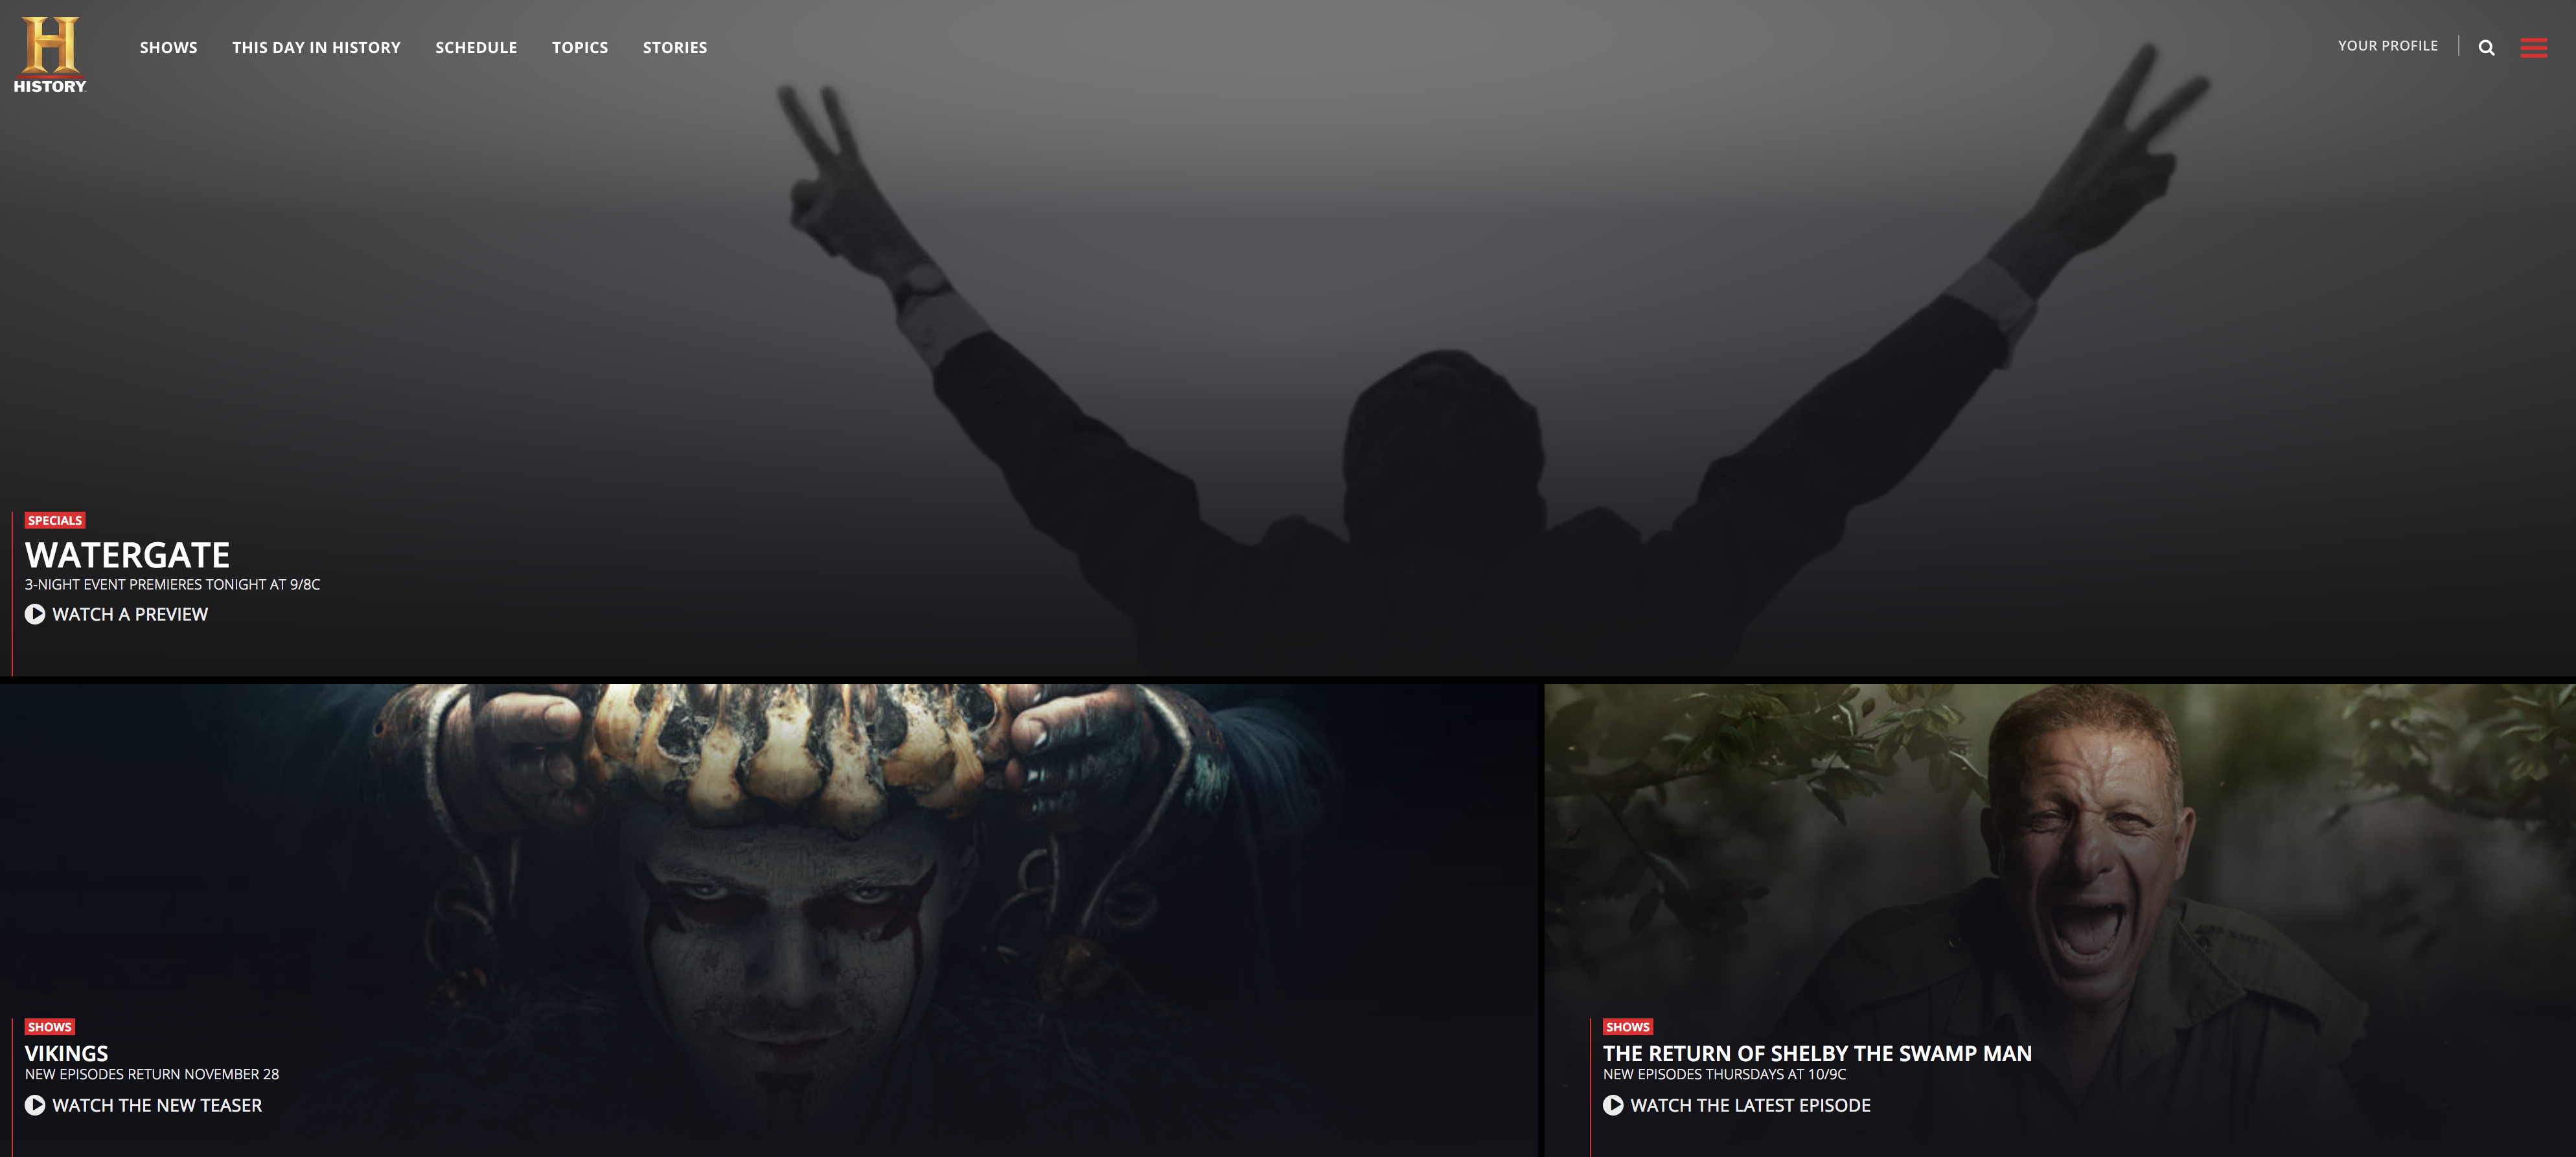 H
HISTORY
SHOWS
THIS DAY IN HISTORY
SCHEDULE
TOPICS
STORIES
YOUR PROFILE
SPECIALS
WATERGATE
3-NIGHT EVENT PREMIERES TONIGHT AT 9/8C
WATCH A PREVIEW
SHOWS
VIKINGS
NEW EPISODES RETURN NOVEMBER 28
WATCH THE NEW TEASER
SHOWS
THE RETURN OF SHELBY THE SWAMP MAN
NEW EPISODES THURSDAYS AT 10/9C
WATCH THE LATEST EPISODE